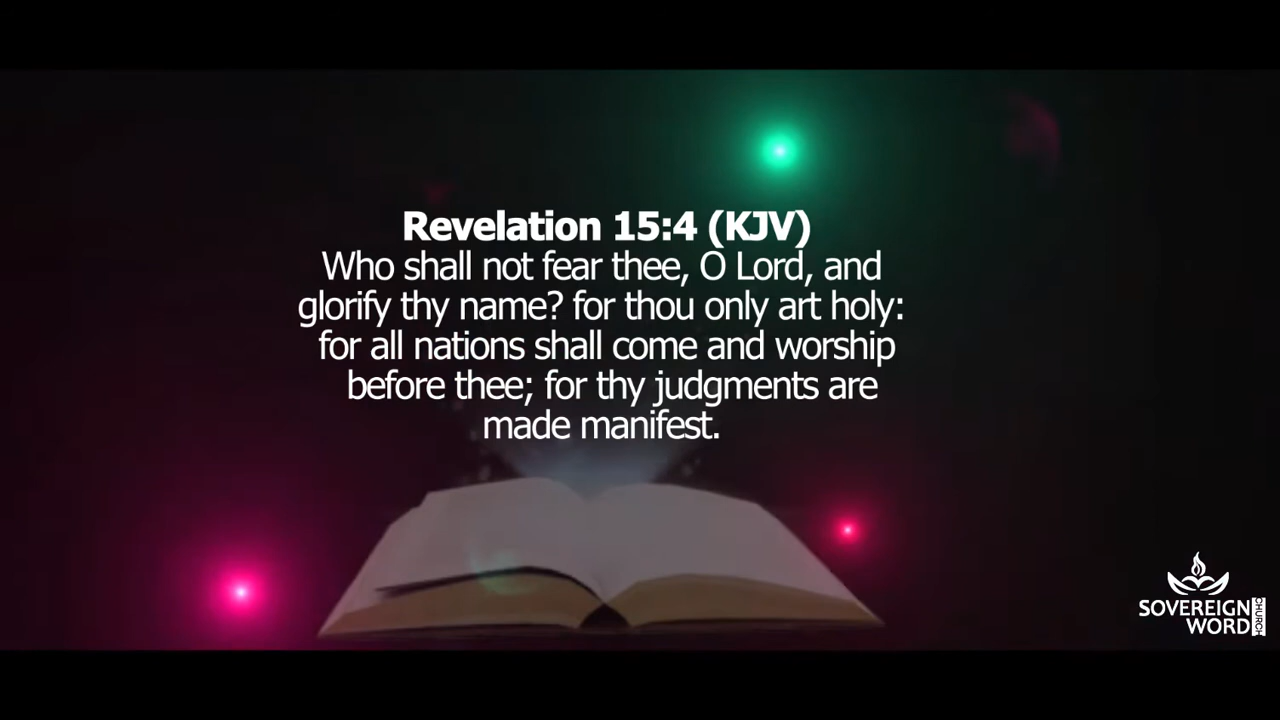 Revelation 15:4 (KJV)
Who shall not fear thee, O Lord, and
glorify thy name? for thou only art holy:
for all nations shall come and worship
before thee; for thy judgments are
made manifest.
SOVEREIGN
WORD
CHURCH